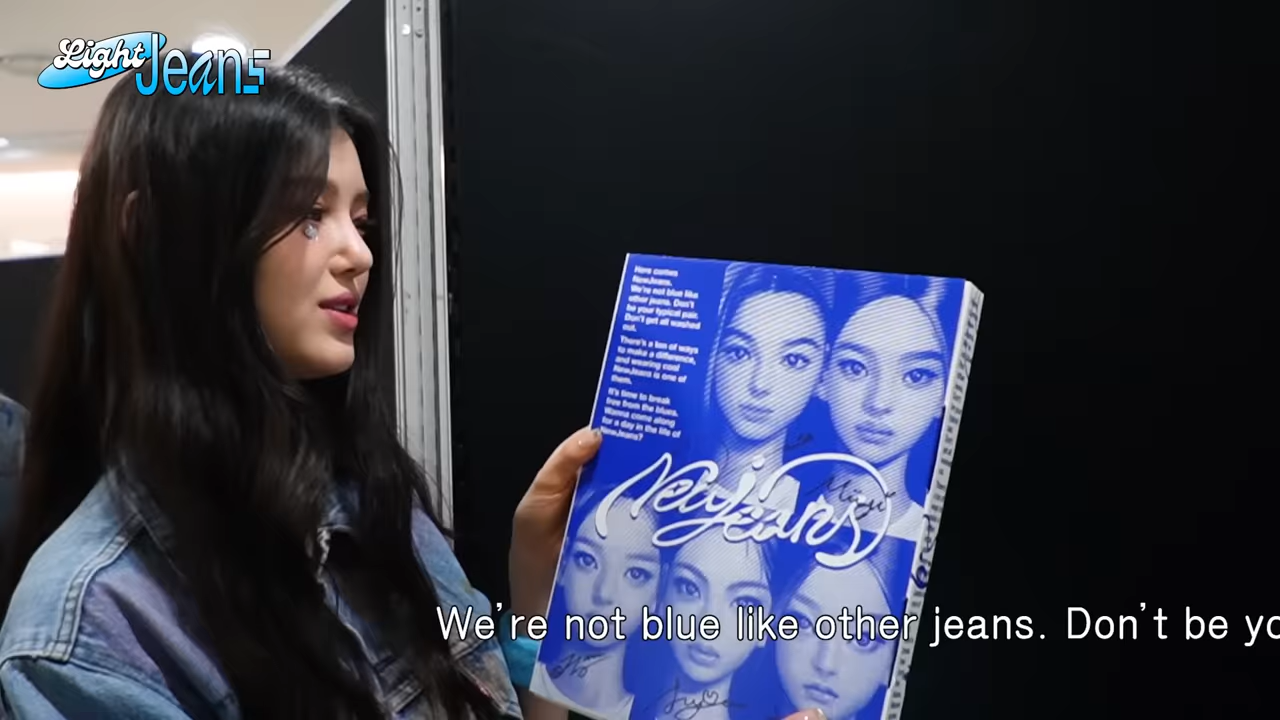 Light Jeans
Here comes
NewJeans.
We're not blue like
other jeans. Don't
be your typical pair.
Don't get all washed
out.
There's a ton of ways
to make a difference,
and wearing cool
NewJeans is one of
them.
It's time to break
free from the blues.
Wanna come along
for a day in the life of
NewJeans?
NewJeans
We're not blue like other jeans. Don't be yo